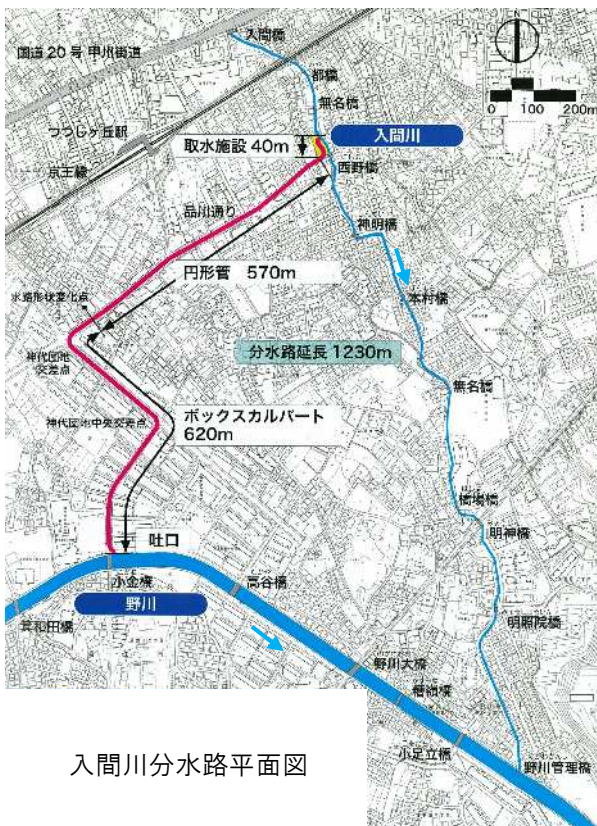 入間橋
国道20号 甲州街道
都橋
無名橋
0 100 200m
つつじヶ丘駅
取水施設 40m
入間川
京王線
西野橋
品川通り
神明橋
円形管 570m
本村橋
水路形状変化点
分水路延長 1230m
神代団地
交差点
無名橋
ボックスカルバート
620m
神代団地中央交差点
橋場橋
明神橋
吐口
小金橋
高谷橋
野川
明照院橋
箕和田橋
野川大橋
小足立橋
野川管理橋
入間川分水路平面図